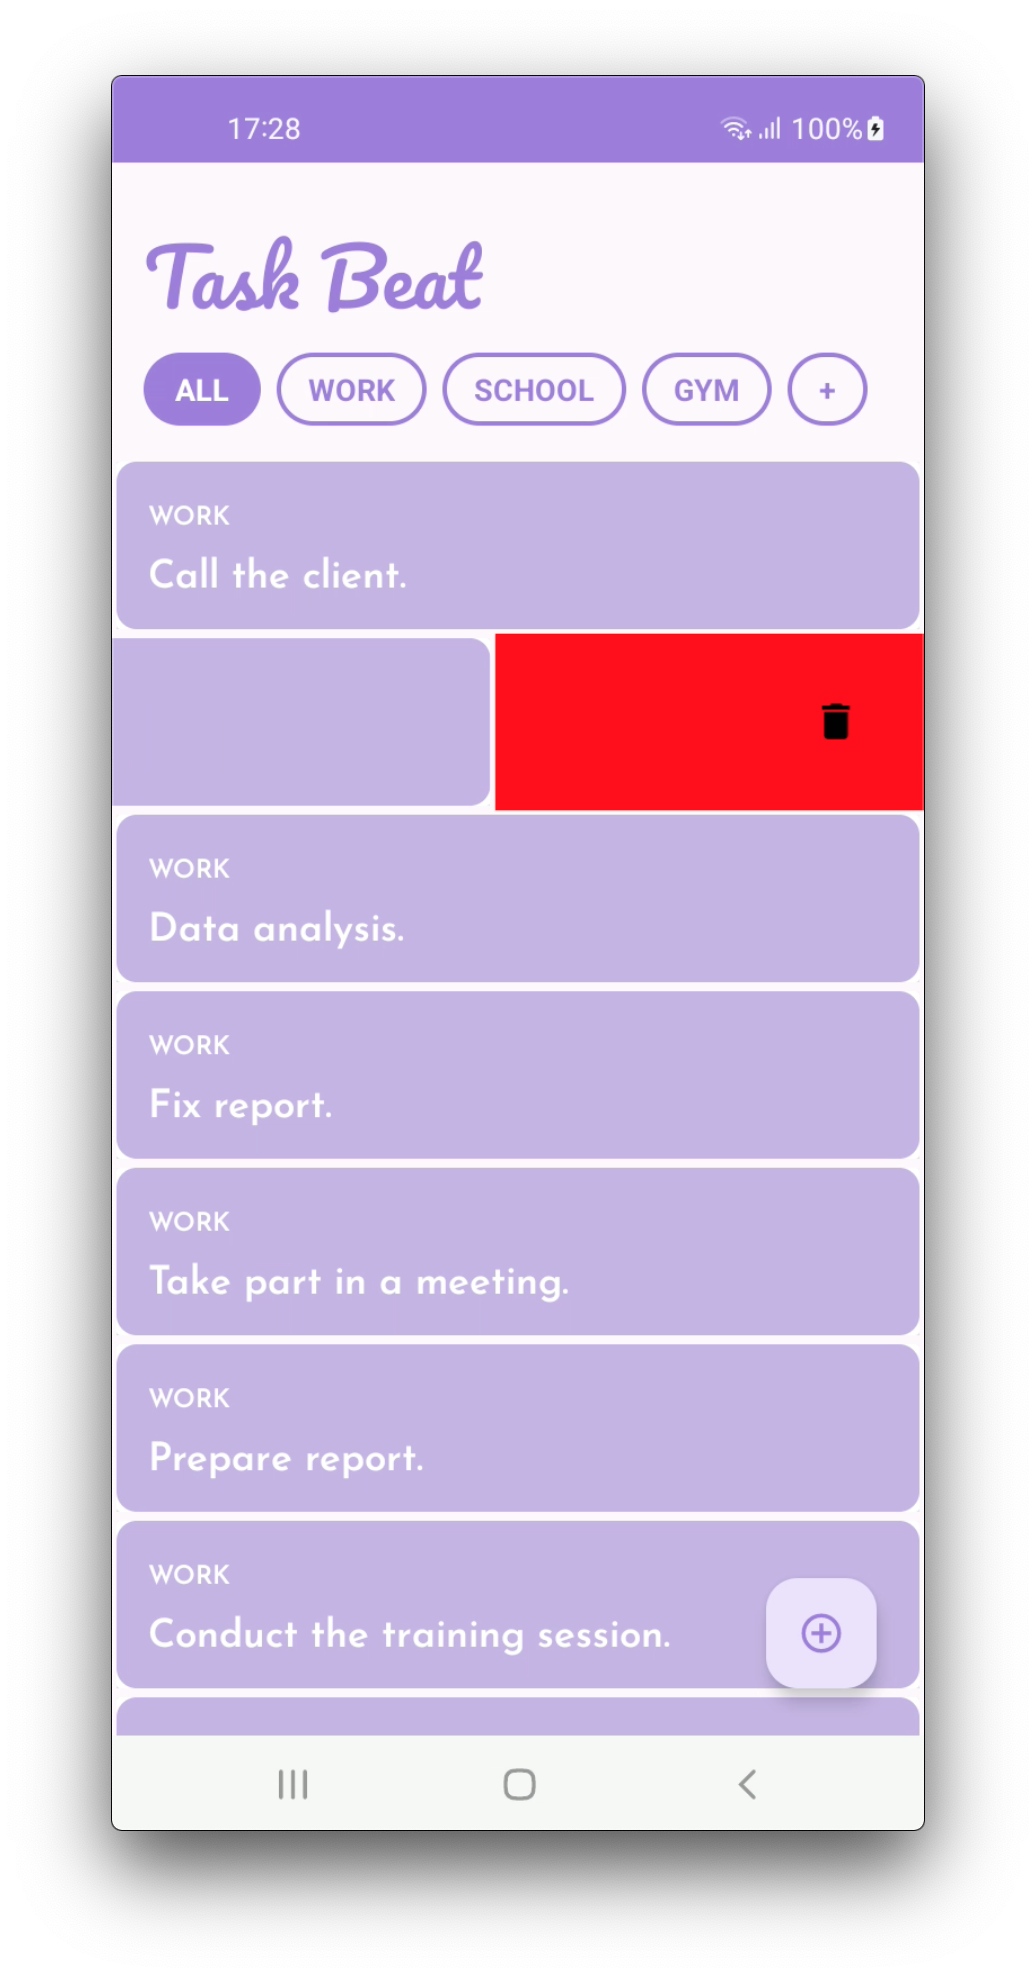 17:28 100%
Task Beat
ALL WORK SCHOOL GYM +
WORK
Call the client.
WORK
Data analysis.
WORK
Fix report.
WORK
Take part in a meeting.
WORK
Prepare report.
WORK
Conduct the training session.